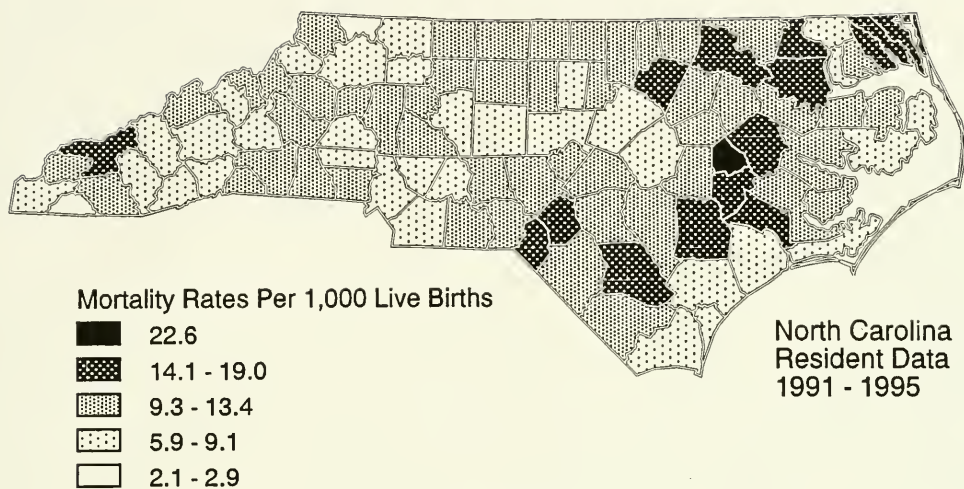 Mortality Rates Per 1,000 Live Births
22.6
14.1 - 19.0
9.3 - 13.4
5.9 - 9.1
2.1 - 2.9
North Carolina
Resident Data
1991 - 1995